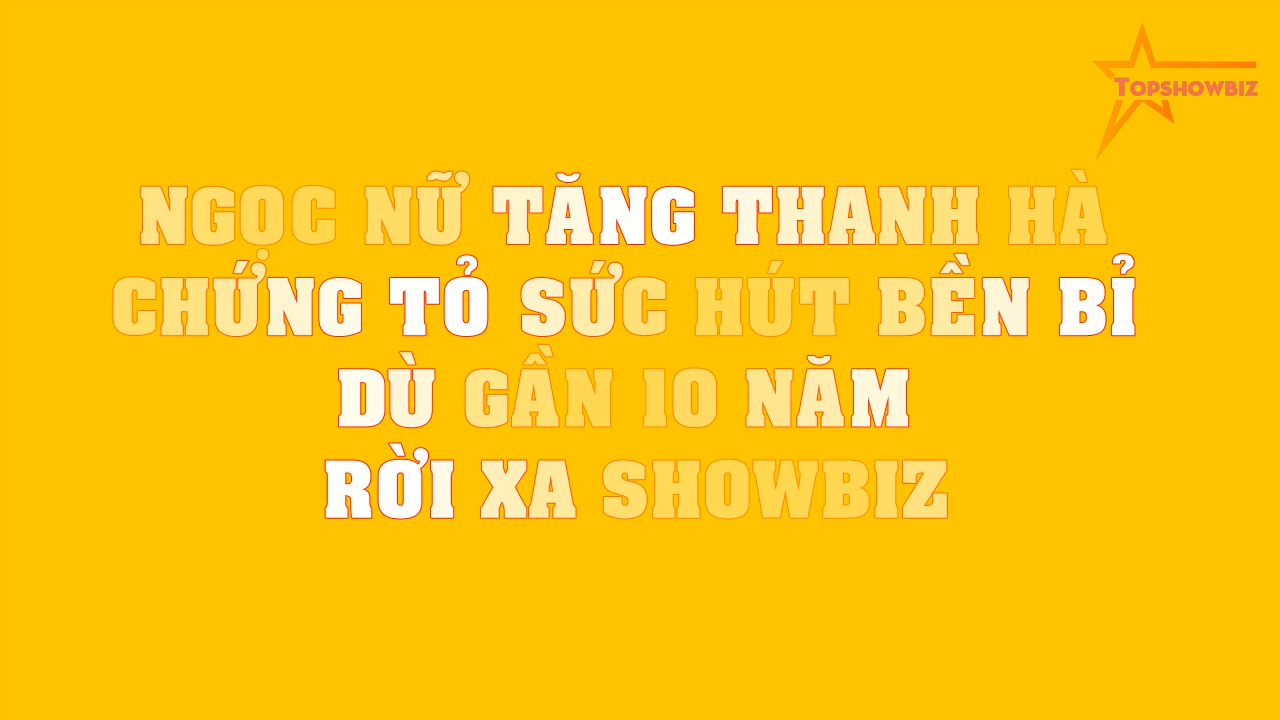 TOPSHOWBIZ
NGỌC NỮ TĂNG THANH HÀ
CHỨNG TỎ SỨC HÚT BỀN BỈ
DÙ GẦN 10 NĂM
RỜI XA SHOWBIZ